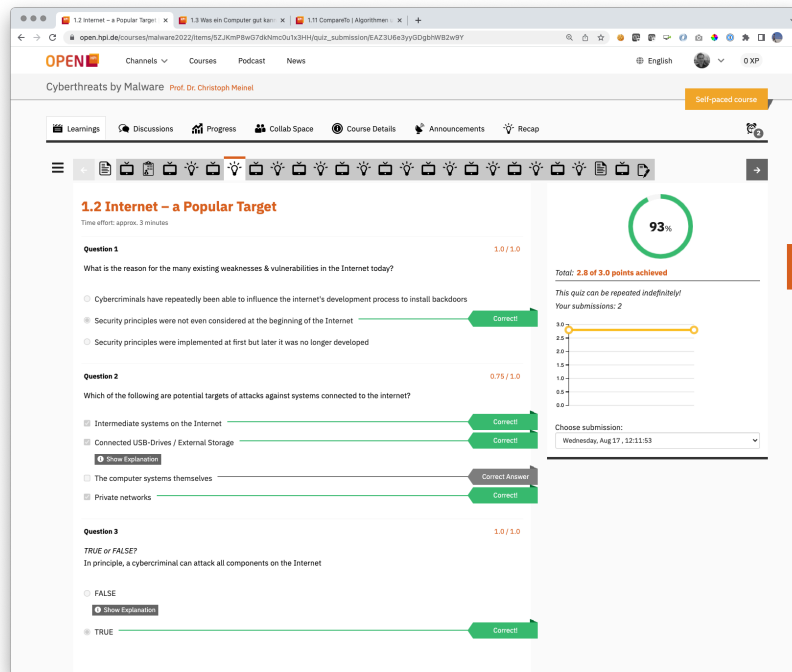 1.2 Internet – a Popular Target
1.3 Was ein Computer gut kann
1.11 CompareTo | Algorithmen u
open.hpi.de/courses/malware2022/items/5ZJKmP8wG7dkNmc0u1x3HH/quiz_submission/EAZ3U6e3yyGDgbhW82w9Y
OPEN
Channels
Courses
Podcast
News
English
0 XP
Cyberthreats by Malware Prof. Dr. Christoph Meinel
Self-paced course
Learnings
Discussions
Progress
Collab Space
Course Details
Announcements
Recap
2
1.2 Internet – a Popular Target
Time effort: approx. 3 minutes
Question 1 1.0 / 1.0
What is the reason for the many existing weaknesses & vulnerabilities in the Internet today?
Cybercriminals have repeatedly been able to influence the internet's development process to install backdoors
Security principles were not even considered at the beginning of the Internet Correct!
Security principles were implemented at first but later it was no longer developed
Question 2 0.75 / 1.0
Which of the following are potential targets of attacks against systems connected to the internet?
Intermediate systems on the Internet Correct!
Connected USB-Drives / External Storage Correct!
Show Explanation
The computer systems themselves Correct Answer
Private networks Correct!
Question 3 1.0 / 1.0
TRUE or FALSE?
In principle, a cybercriminal can attack all components on the Internet
FALSE
Show Explanation
TRUE Correct!
93%
Total: 2.8 of 3.0 points achieved
This quiz can be repeated indefinitely!
Your submissions: 2
3.0
2.5
2.0
1.5
1.0
0.5
0.0
Choose submission:
Wednesday, Aug 17 , 12:11:53